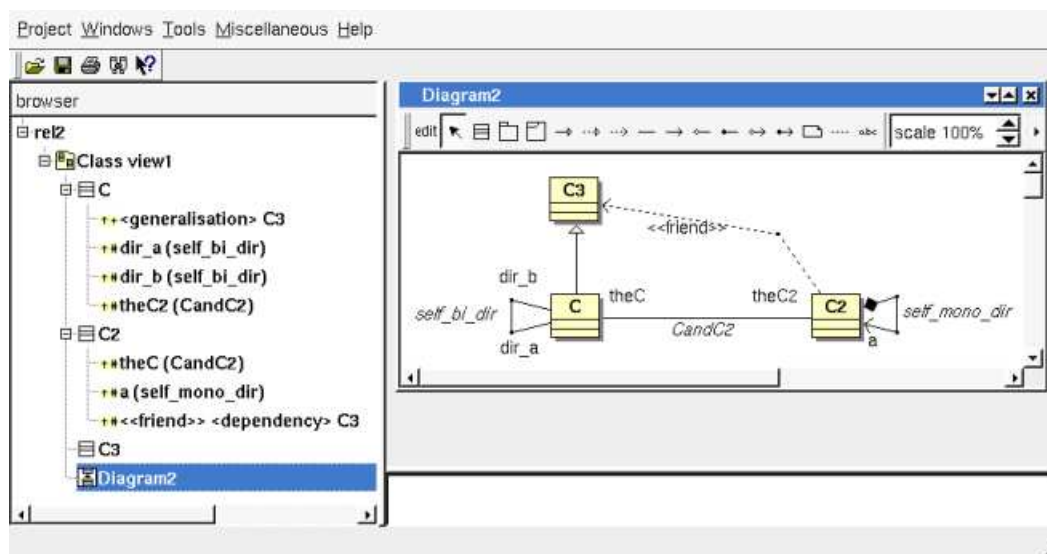 Project Windows Tools Miscellaneous Help
browser
rel2
Class view1
C
<generalisation> C3
dir_a (self_bi_dir)
dir_b (self_bi_dir)
theC2 (CandC2)
C2
theC (CandC2)
a (self_mono_dir)
<<friend>> <dependency> C3
C3
Diagram2
Diagram2
edit abc scale 100%
C3
<<friend>>
dir_b
theC theC2
self_bi_dir C C2 self_mono_dir
CandC2
dir_a a